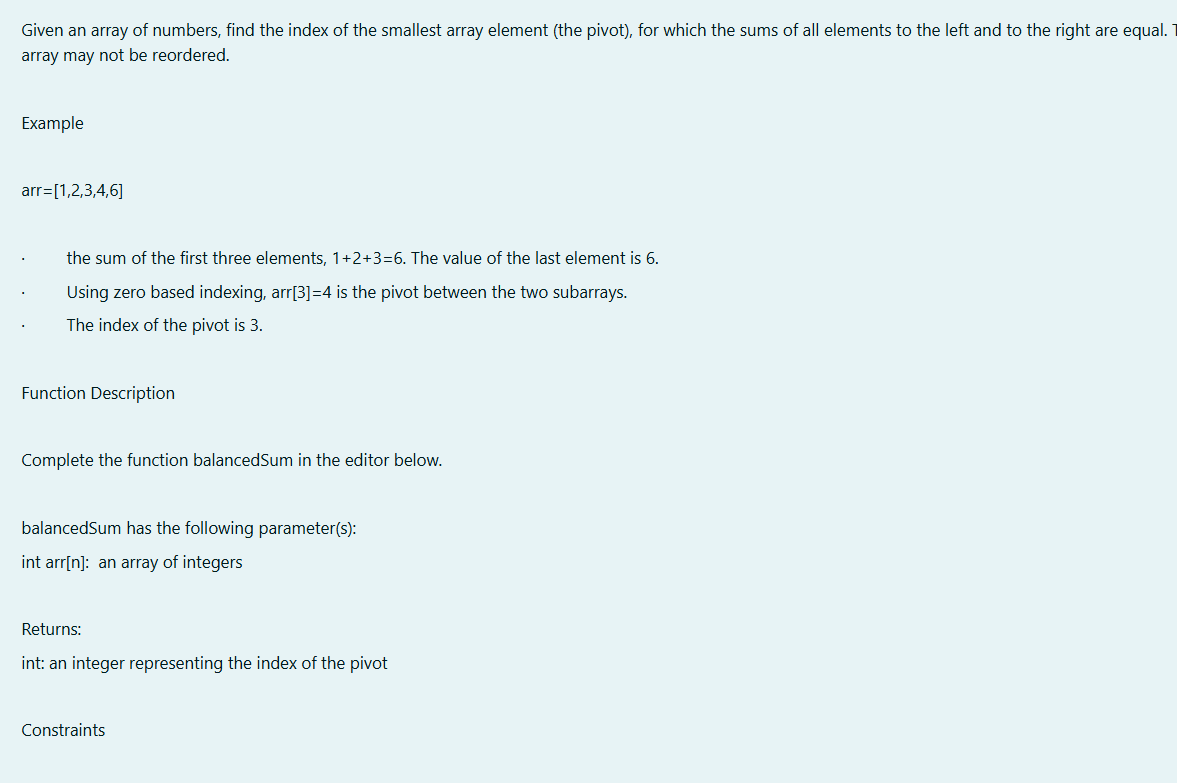 Given an array of numbers, find the index of the smallest array element (the pivot), for which the sums of all elements to the left and to the right are equal.
array may not be reordered.
Example
arr=[1,2,3,4,6]
· the sum of the first three elements, 1+2+3=6. The value of the last element is 6.
· Using zero based indexing, arr[3]=4 is the pivot between the two subarrays.
· The index of the pivot is 3.
Function Description
Complete the function balancedSum in the editor below.
balancedSum has the following parameter(s):
int arr[n]: an array of integers
Returns:
int: an integer representing the index of the pivot
Constraints